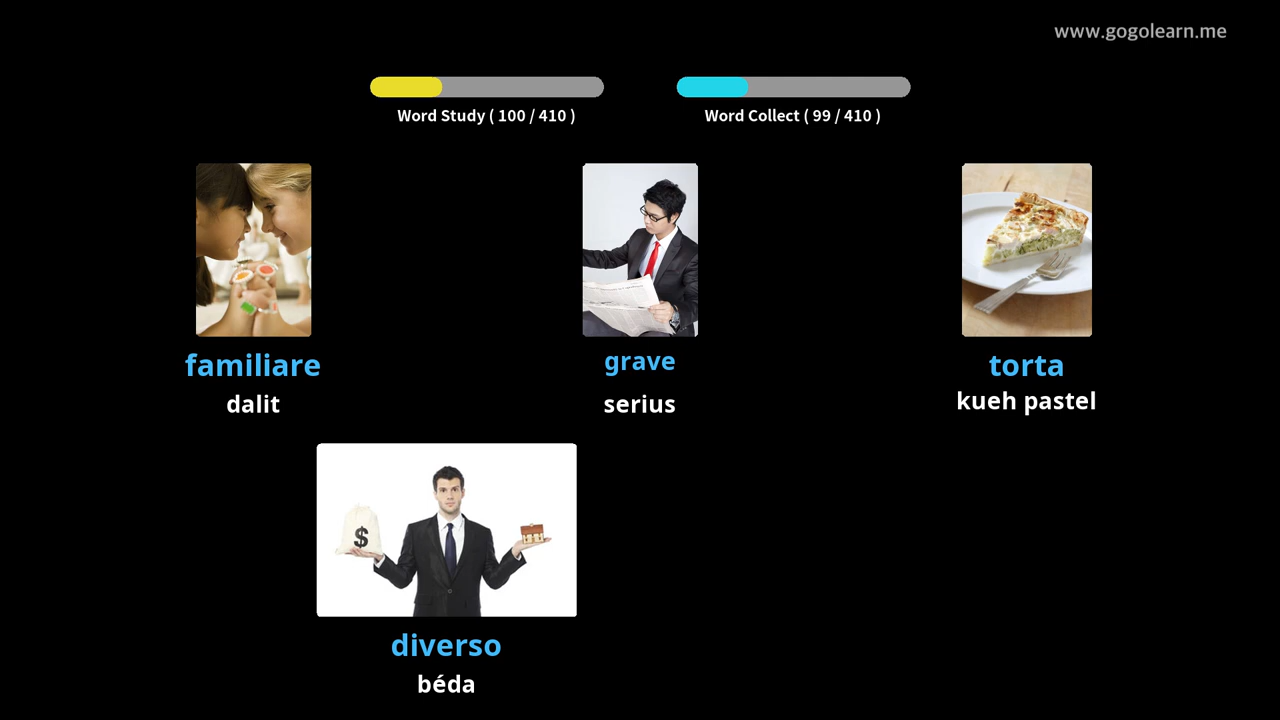 www.gogolearn.me
Word Study ( 100 / 410 )
Word Collect ( 99 / 410 )
familiare
dalit
grave
serius
torta
kueh pastel
$
diverso
béda